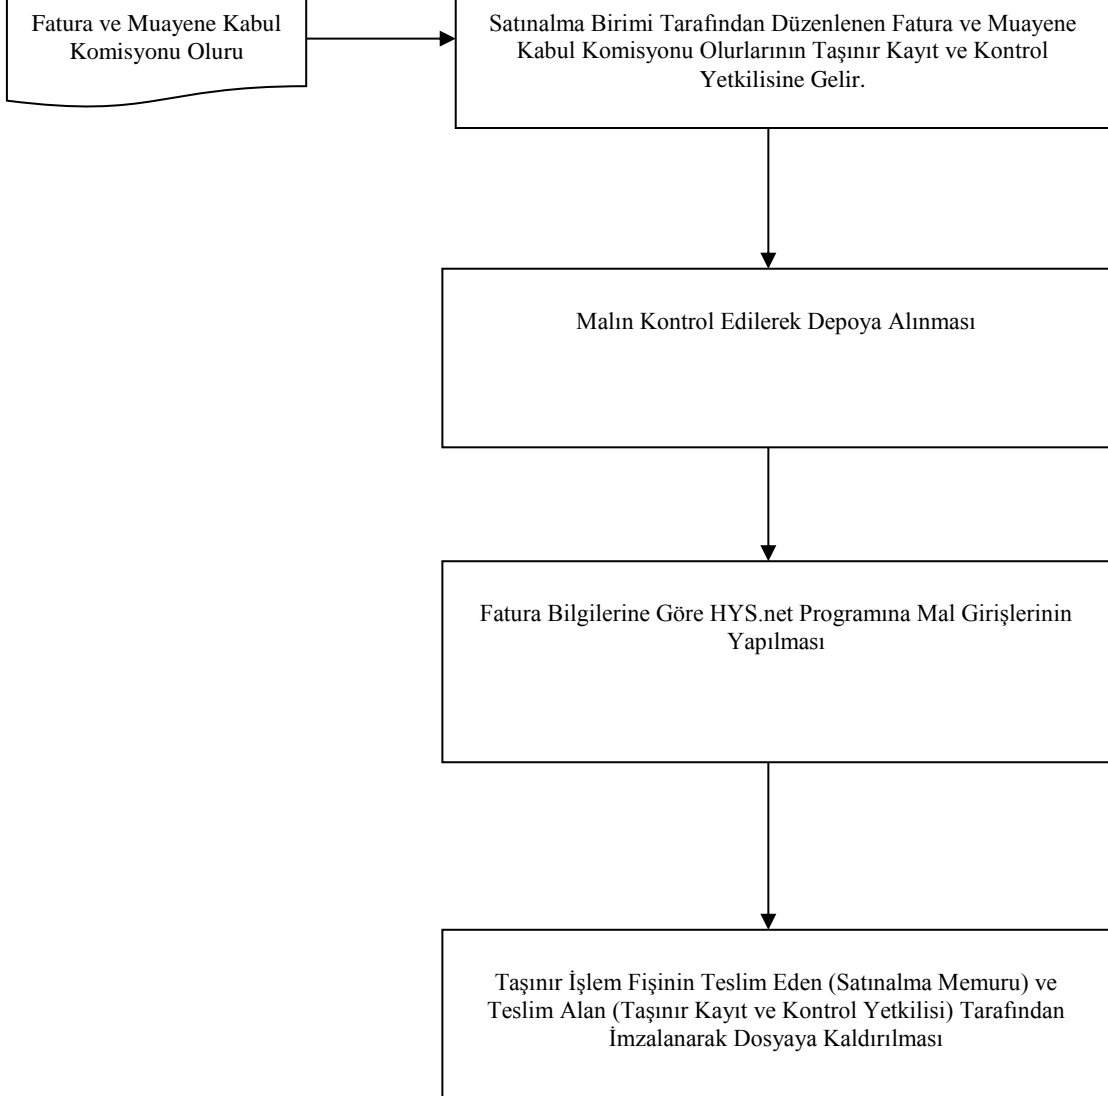 Fatura ve Muayene Kabul
Komisyonu Oluru
Satınalma Birimi Tarafından Düzenlenen Fatura ve Muayene
Kabul Komisyonu Olurlarının Taşınır Kayıt ve Kontrol
Yetkilisine Gelir.
Malın Kontrol Edilerek Depoya Alınması
Fatura Bilgilerine Göre HYS.net Programına Mal Girişlerinin
Yapılması
Taşınır İşlem Fişinin Teslim Eden (Satınalma Memuru) ve
Teslim Alan (Taşınır Kayıt ve Kontrol Yetkilisi) Tarafından
İmzalanarak Dosyaya Kaldırılması